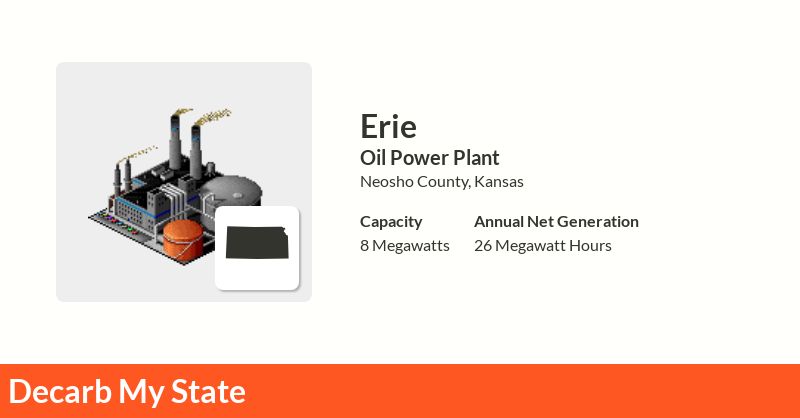 Erie
Oil Power Plant
Neosho County, Kansas
Capacity
8 Megawatts
Annual Net Generation
26 Megawatt Hours
Decarb My State